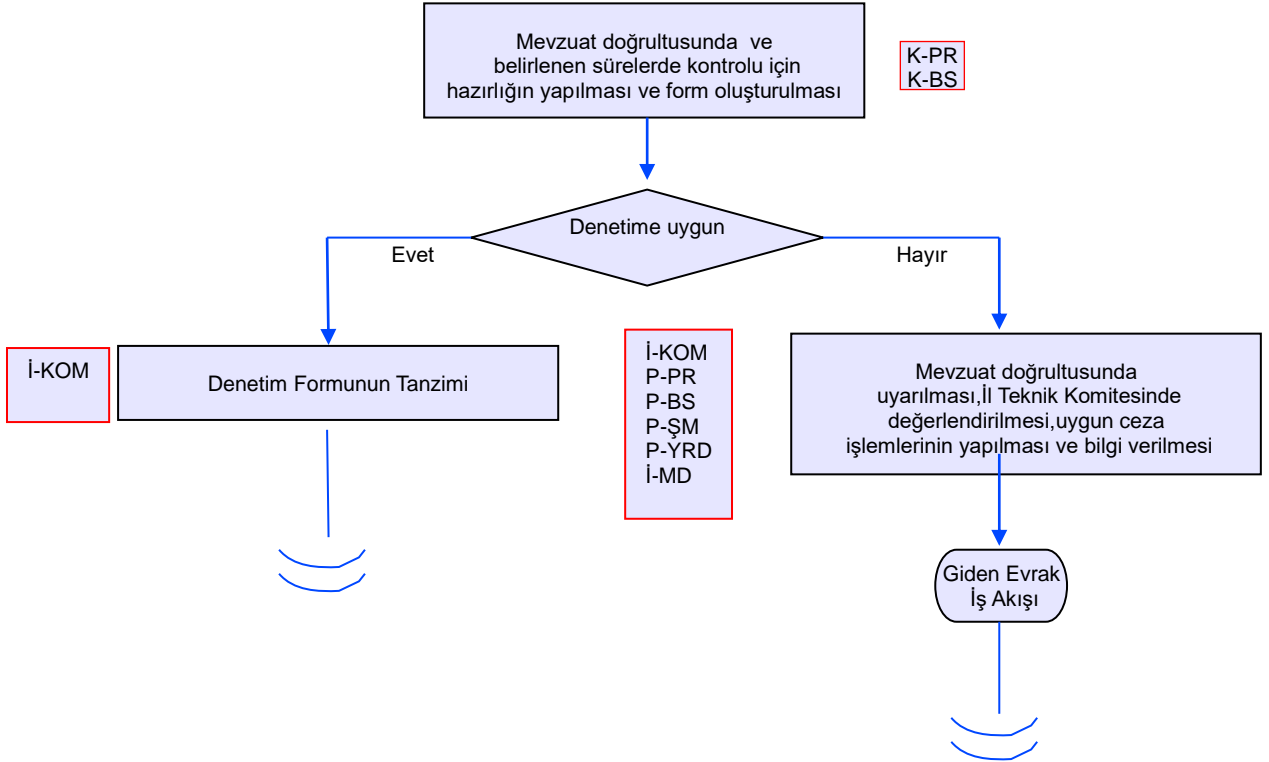 Mevzuat doğrultusunda ve
belirlenen sürelerde kontrolu için
hazırlığın yapılması ve form oluşturulması
K-PR
K-BS
Denetime uygun
Evet
Hayır
İ-KOM
Denetim Formunun Tanzimi
İ-KOM
P-PR
P-BS
P-ŞM
P-YRD
İ-MD
Mevzuat doğrultusunda
uyarılması,İl Teknik Komitesinde
değerlendirilmesi,uygun ceza
işlemlerinin yapılması ve bilgi verilmesi
Giden Evrak
İş Akışı